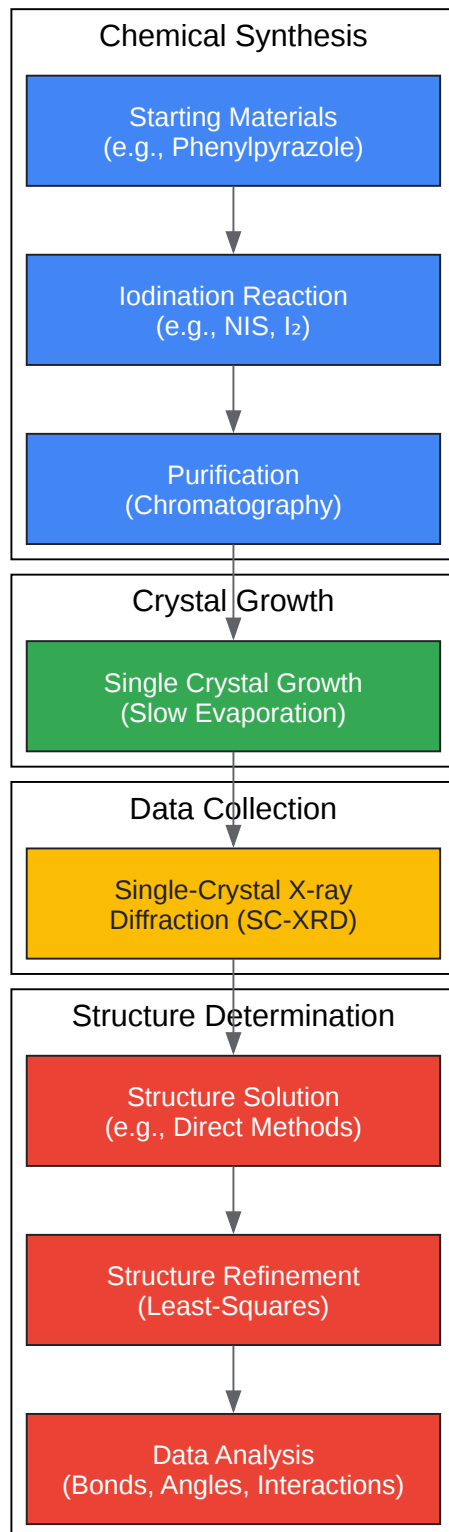 Chemical Synthesis
Starting Materials
(e.g., Phenylpyrazole)
Iodination Reaction
(e.g., NIS, I₂)
Purification
(Chromatography)
Crystal Growth
Single Crystal Growth
(Slow Evaporation)
Data Collection
Single-Crystal X-ray
Diffraction (SC-XRD)
Structure Determination
Structure Solution
(e.g., Direct Methods)
Structure Refinement
(Least-Squares)
Data Analysis
(Bonds, Angles, Interactions)